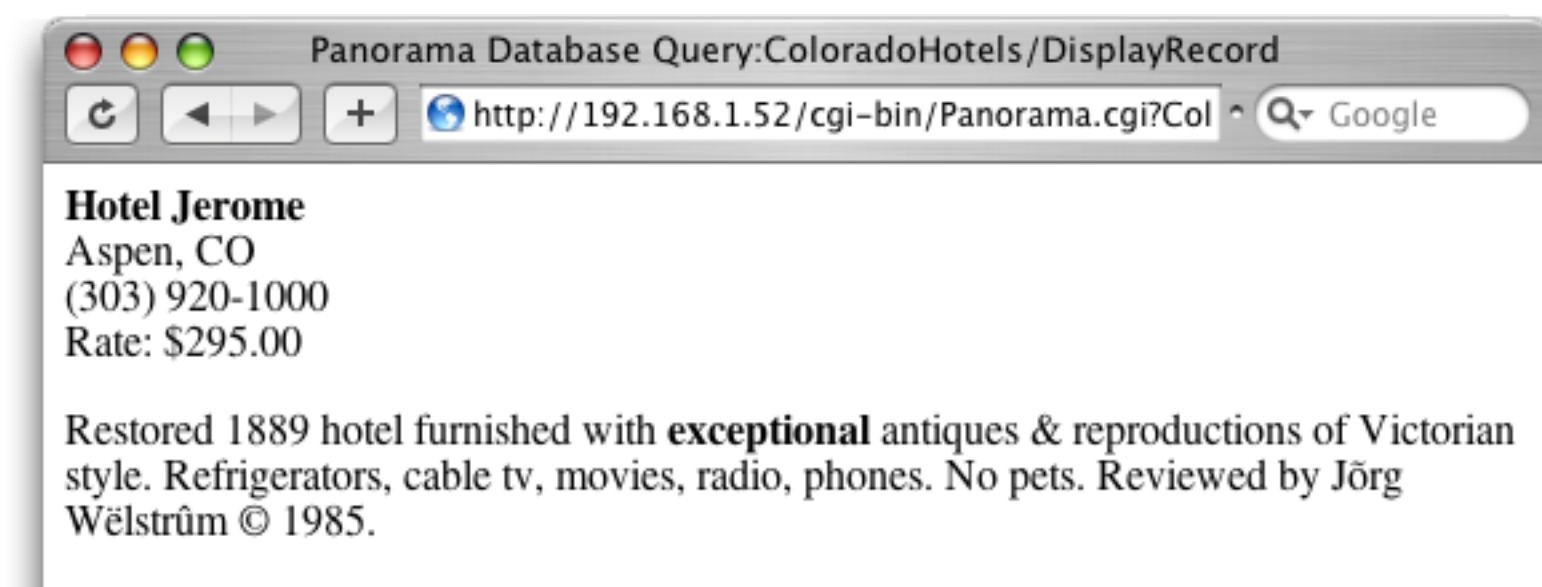 Panorama Database Query:ColoradoHotels/DisplayRecord
http://192.168.1.52/cgi-bin/Panorama.cgi?Col
Google
Hotel Jerome
Aspen, CO
(303) 920-1000
Rate: $295.00
Restored 1889 hotel furnished with exceptional antiques & reproductions of Victorian
style. Refrigerators, cable tv, movies, radio, phones. No pets. Reviewed by Jõrg
Wëlstrûm © 1985.